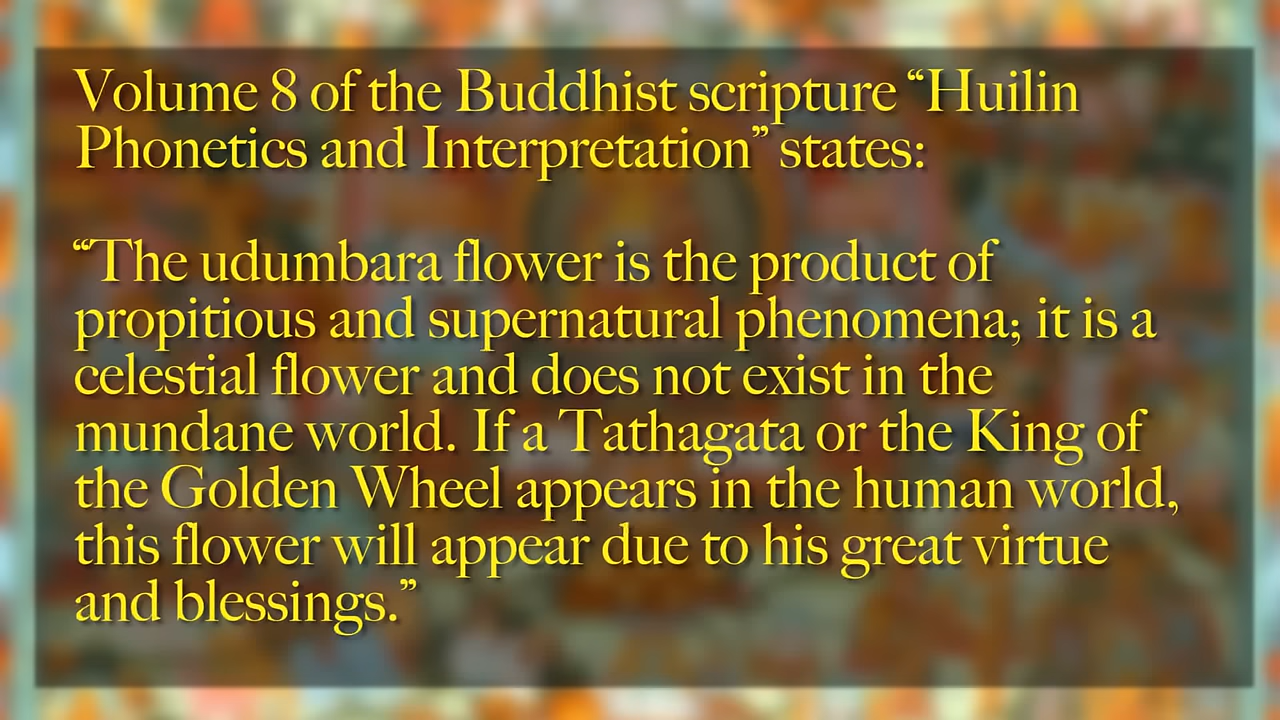 Volume 8 of the Buddhist scripture “Huilin
Phonetics and Interpretation” states:
“The udumbara flower is the product of
propitious and supernatural phenomena; it is a
celestial flower and does not exist in the
mundane world. If a Tathagata or the King of
the Golden Wheel appears in the human world,
this flower will appear due to his great virtue
and blessings.”